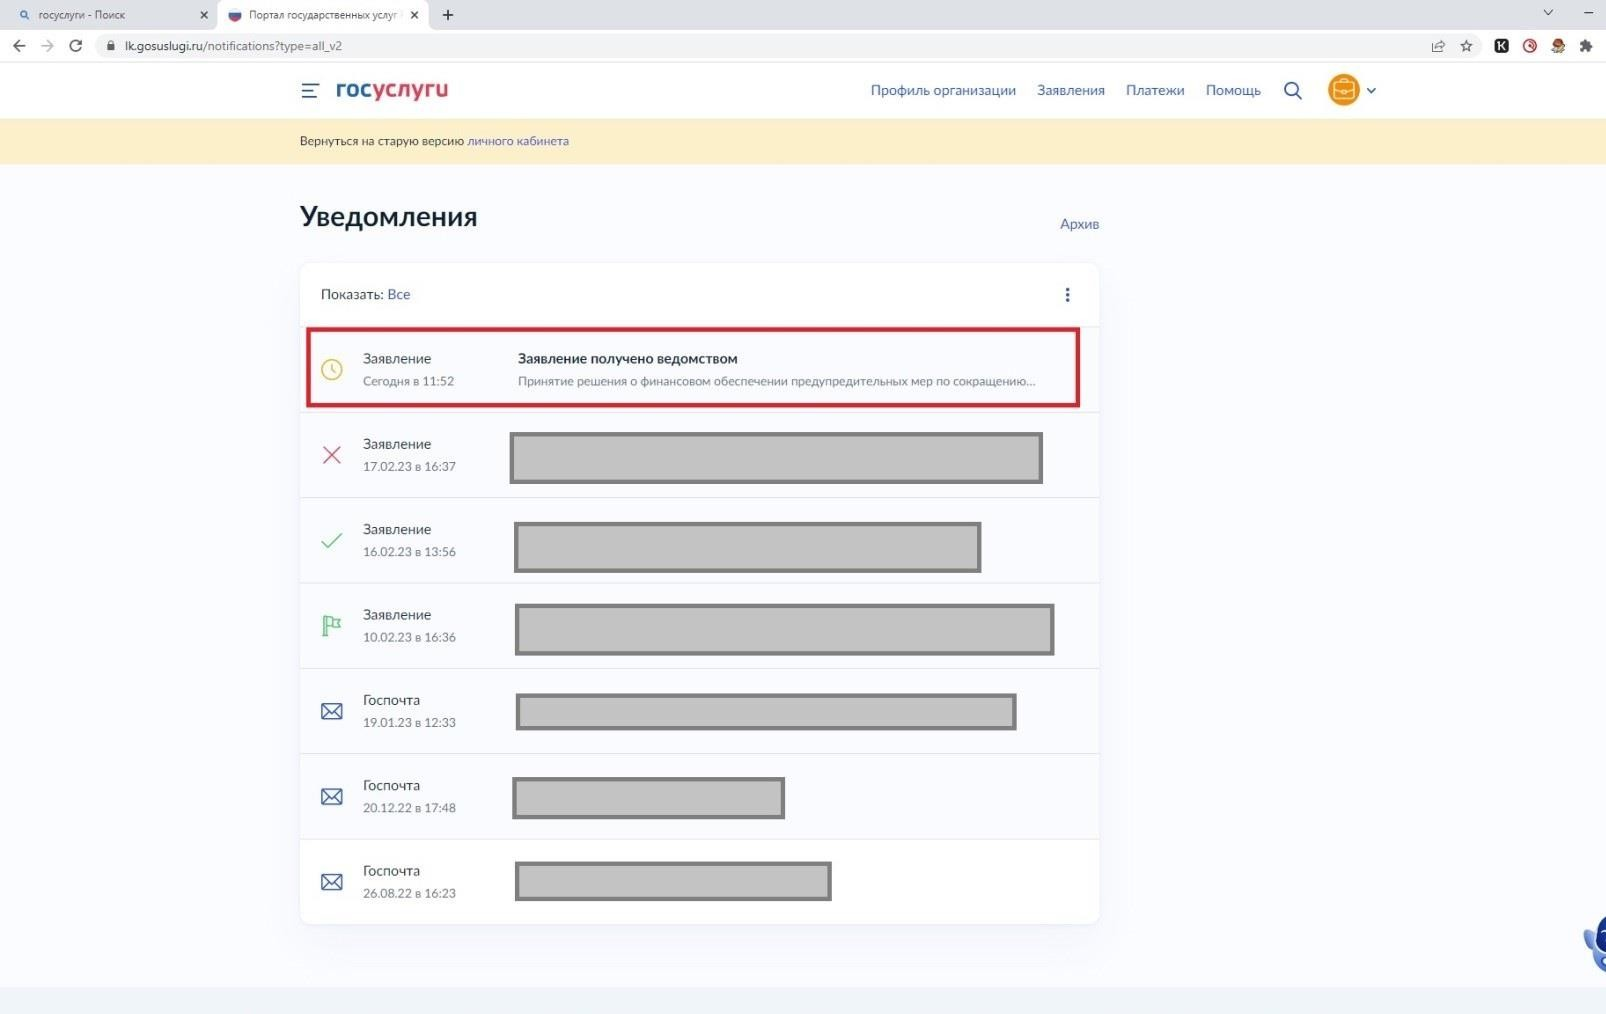 госуслуги - Поиск
Портал государственных услуг
lk.gosuslugi.ru/notifications?type=all_v2
госуслуги
Профиль организации
Заявления
Платежи
Помощь
Вернуться на старую версию личного кабинета
Уведомления
Архив
Показать: Все
Заявление
Заявление получено ведомством
Сегодня в 11:52
Принятие решения о финансовом обеспечении предупредительных мер по сокращению...
Заявление
17.02.23 в 16:37
Заявление
16.02.23 в 13:56
Заявление
10.02.23 в 16:36
Госпочта
19.01.23 в 12:33
Госпочта
20.12.22 в 17:48
Госпочта
26.08.22 в 16:23